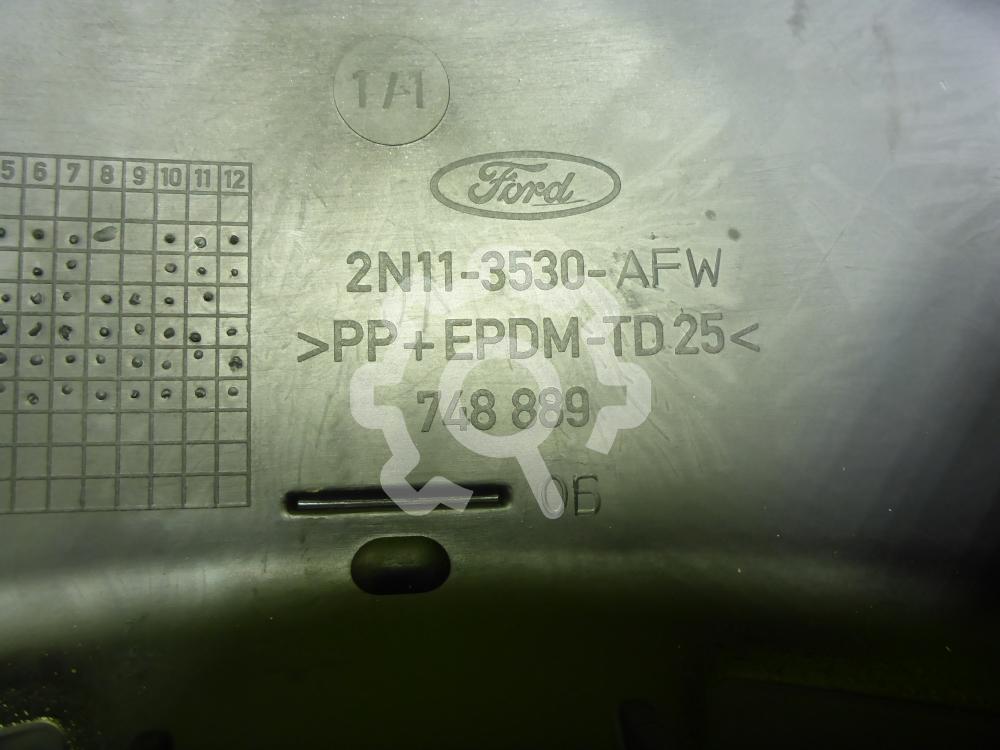 1/1
Ford
5 6 7 8 9 10 11 12
2N11-3530-AFW
>PP+EPDM-TD25<
748 889
06